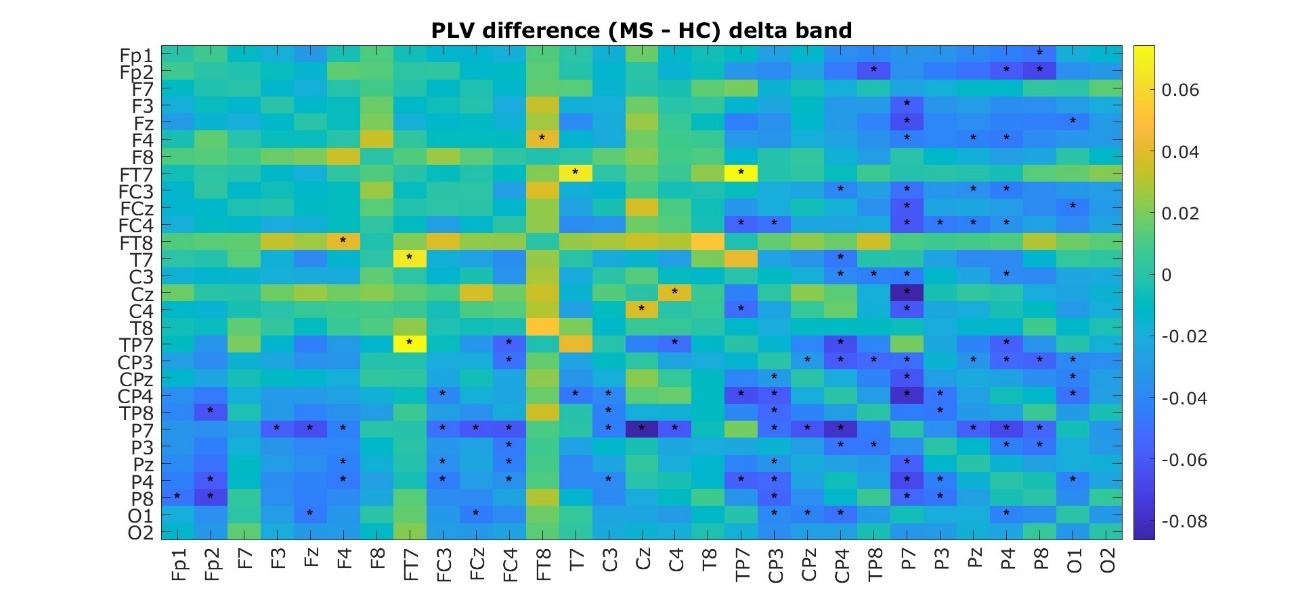 PLV difference (MS - HC) delta band
Fp1
Fp2
F7
F3
Fz
F4
F8
FT7
FC3
FCz
FC4
FT8
T7
C3
Cz
C4
T8
TP7
CP3
CPz
CP4
TP8
P7
P3
Pz
P4
P8
O1
O2
Fp1 Fp2 F7 F3 Fz F4 F8 FT7 FC3 FCz FC4 FT8 T7 C3 Cz C4 T8 TP7 CP3 CPz CP4 TP8 P7 P3 Pz P4 P8 O1 O2
0.06
0.04
0.02
0
-0.02
-0.04
-0.06
-0.08